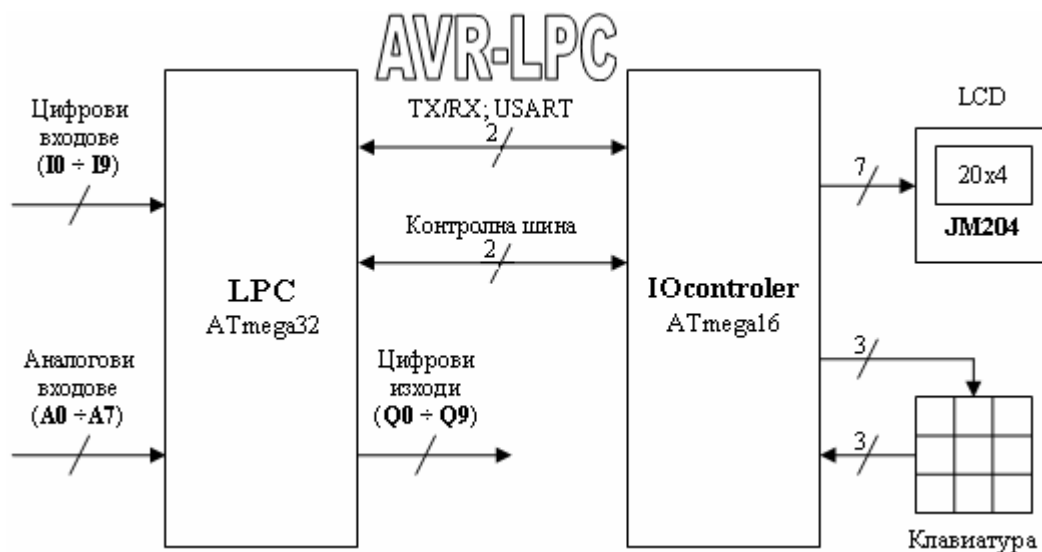 AVR-LPC
Цифрови
входове
(I0 ÷ I9)
Аналогови
входове
(A0 ÷A7)
LPC
ATmega32
TX/RX; USART
2
Контролна шина
2
Цифрови
изходи
(Q0 ÷ Q9)
IOcontroler
ATmega16
7
LCD
20x4
JM204
3
3
Клавиатура